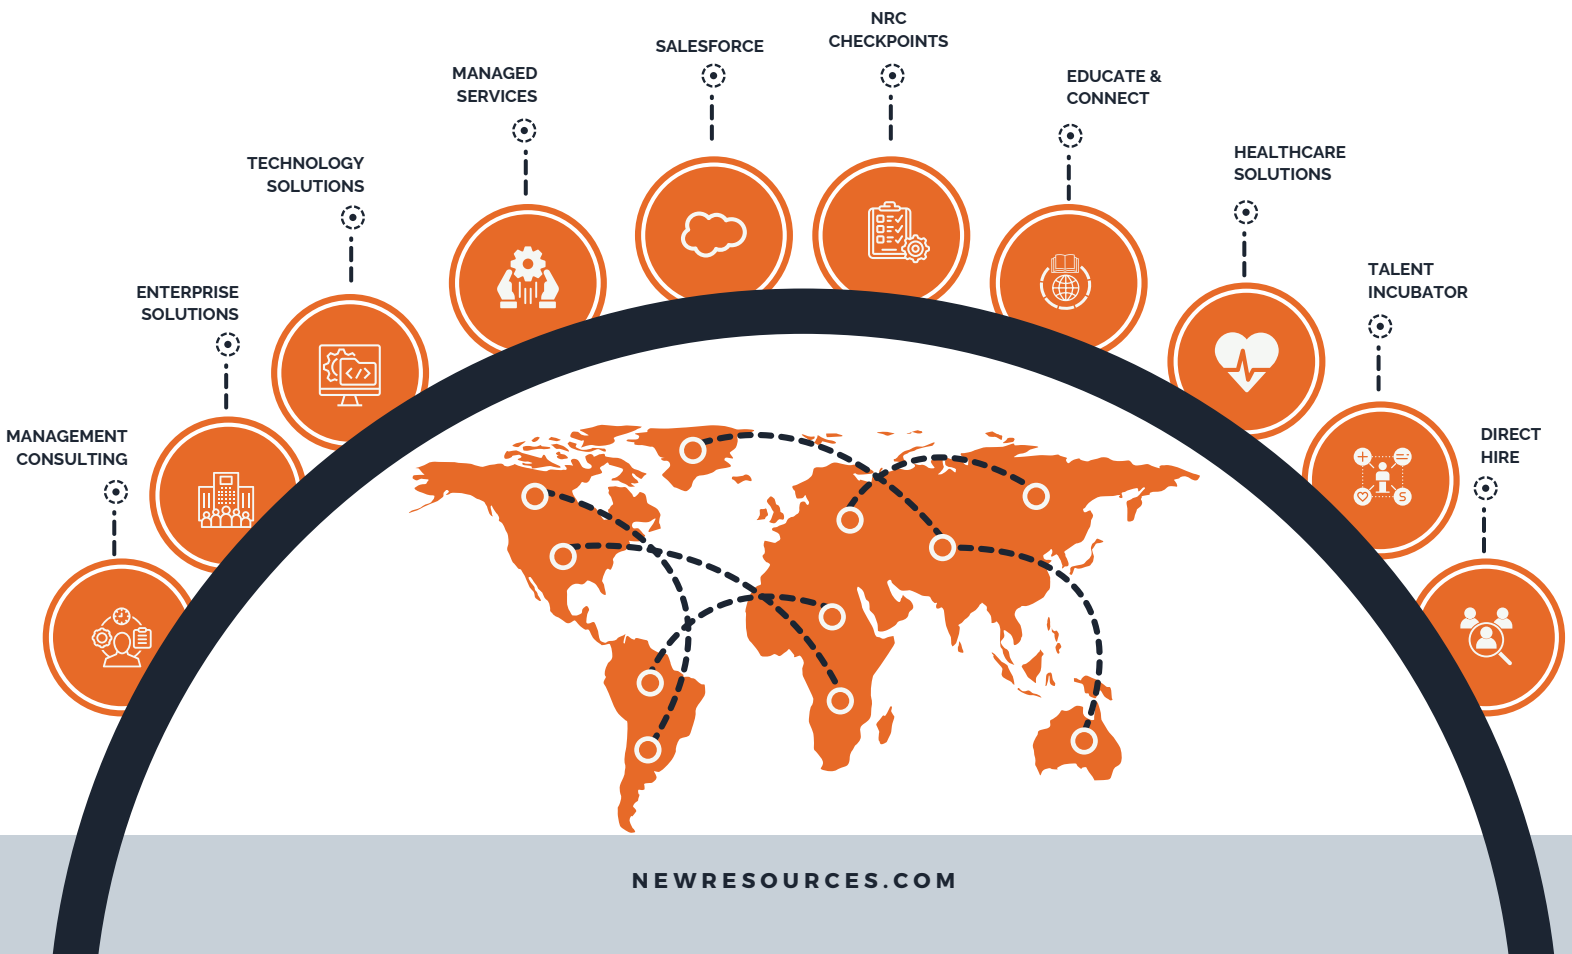 MANAGEMENT
CONSULTING
ENTERPRISE
SOLUTIONS
TECHNOLOGY
SOLUTIONS
MANAGED
SERVICES
SALESFORCE
NRC
CHECKPOINTS
EDUCATE &
CONNECT
HEALTHCARE
SOLUTIONS
TALENT
INCUBATOR
DIRECT
HIRE
</>
S
NEWRESOURCES.COM